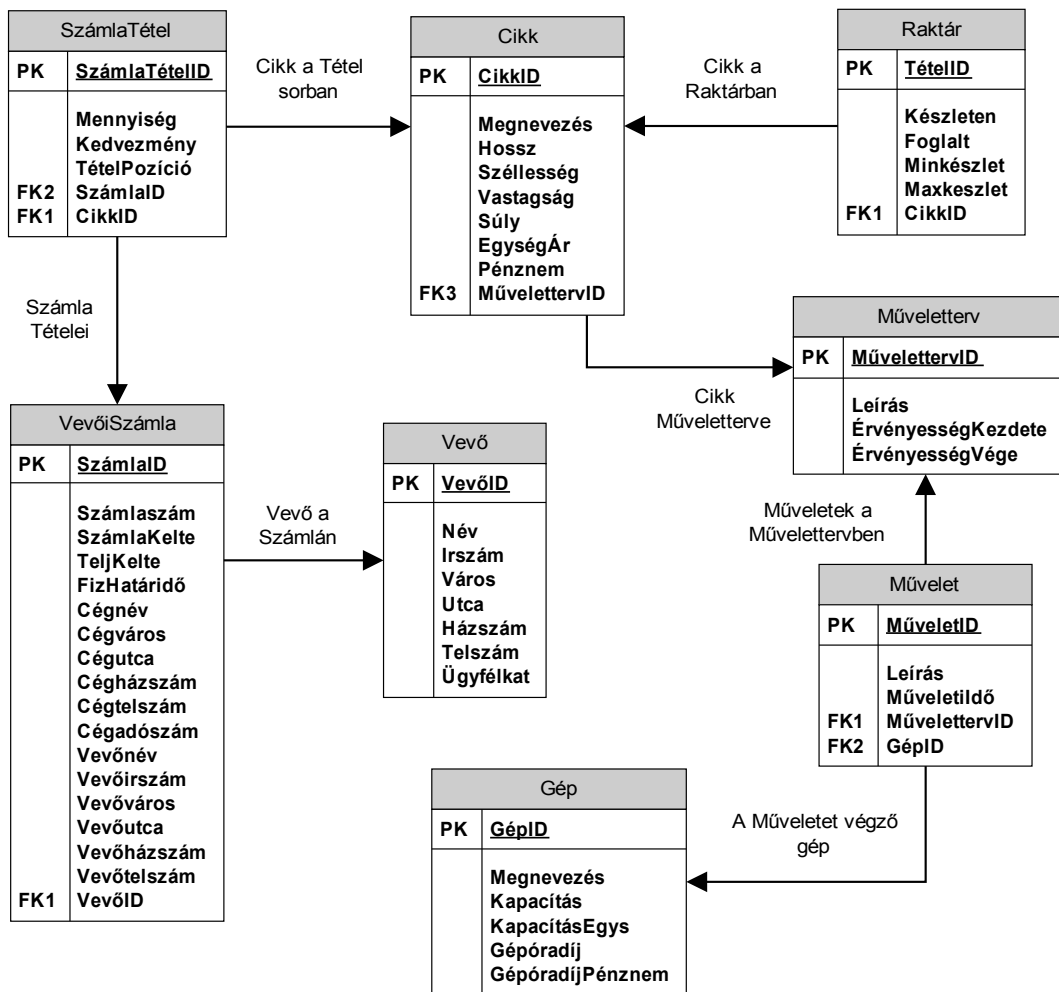 SzámlaTétel
PK SzámlaTételID
Mennyiség
Kedvezmény
TételPozíció
FK2 SzámlaID
FK1 CikkID
Cikk a Tétel
sorban
Cikk
PK CikkID
Megnevezés
Hossz
Széllesség
Vastagság
Súly
EgységÁr
Pénznem
FK3 MűvelettervID
Cikk a
Raktárban
Raktár
PK TételID
Készleten
Foglalt
Minkészlet
Maxkeszlet
FK1 CikkID
Számla
Tételei
Cikk
Műveletterve
Műveletterv
PK MűvelettervID
Leírás
ÉrvényességKezdete
ÉrvényességVége
VevőiSzámla
PK SzámlaID
Számlaszám
SzámlaKelte
TeljKelte
FizHatáridő
Cégnév
Cégváros
Cégutca
Cégházszám
Cégtelszám
Cégadószám
Vevőnév
Vevőirszám
Vevőváros
Vevőutca
Vevőházszám
Vevőtelszám
FK1 VevőID
Vevő a
Számlán
Vevő
PK VevőID
Név
Irszám
Város
Utca
Házszám
Telszám
Ügyfélkat
Műveletek a
Művelettervben
Művelet
PK MűveletID
Leírás
MűveletiIdő
FK1 MűvelettervID
FK2 GépID
A Műveletet végző
gép
Gép
PK GépID
Megnevezés
Kapacítás
KapacításEgys
Gépóradíj
GépóradíjPénznem